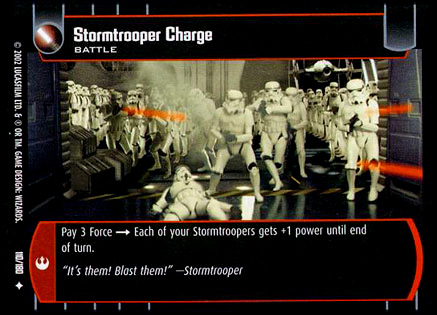 Stormtrooper Charge
BATTLE
© 2002 LUCASFILM LTD. & ® OR TM. GAME DESIGN: WIZARDS.
Pay 3 Force → Each of your Stormtroopers gets +1 power until end
of turn.
"It's them! Blast them!" —Stormtrooper
110/180